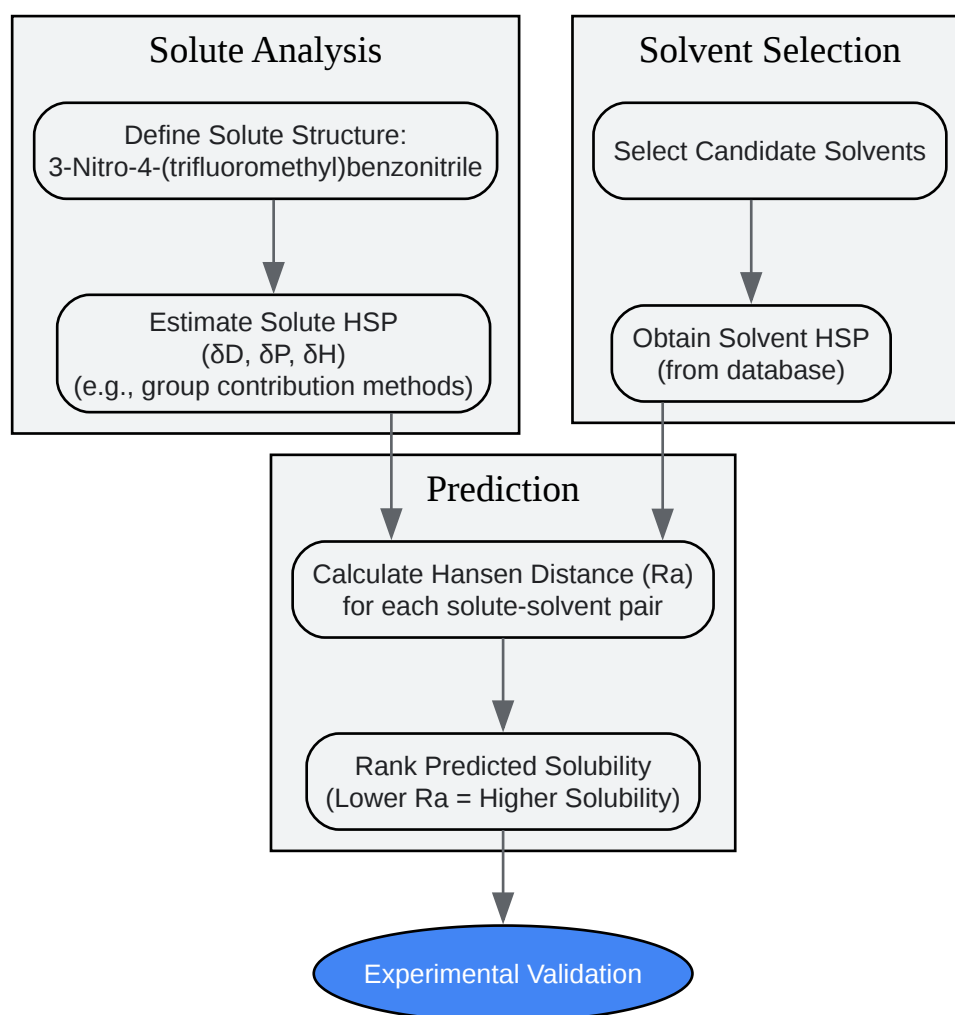 Solute Analysis
Define Solute Structure:
3-Nitro-4-(trifluoromethyl)benzonitrile
Estimate Solute HSP
(δD, δP, δH)
(e.g., group contribution methods)
Solvent Selection
Select Candidate Solvents
Obtain Solvent HSP
(from database)
Prediction
Calculate Hansen Distance (Ra)
for each solute-solvent pair
Rank Predicted Solubility
(Lower Ra = Higher Solubility)
Experimental Validation